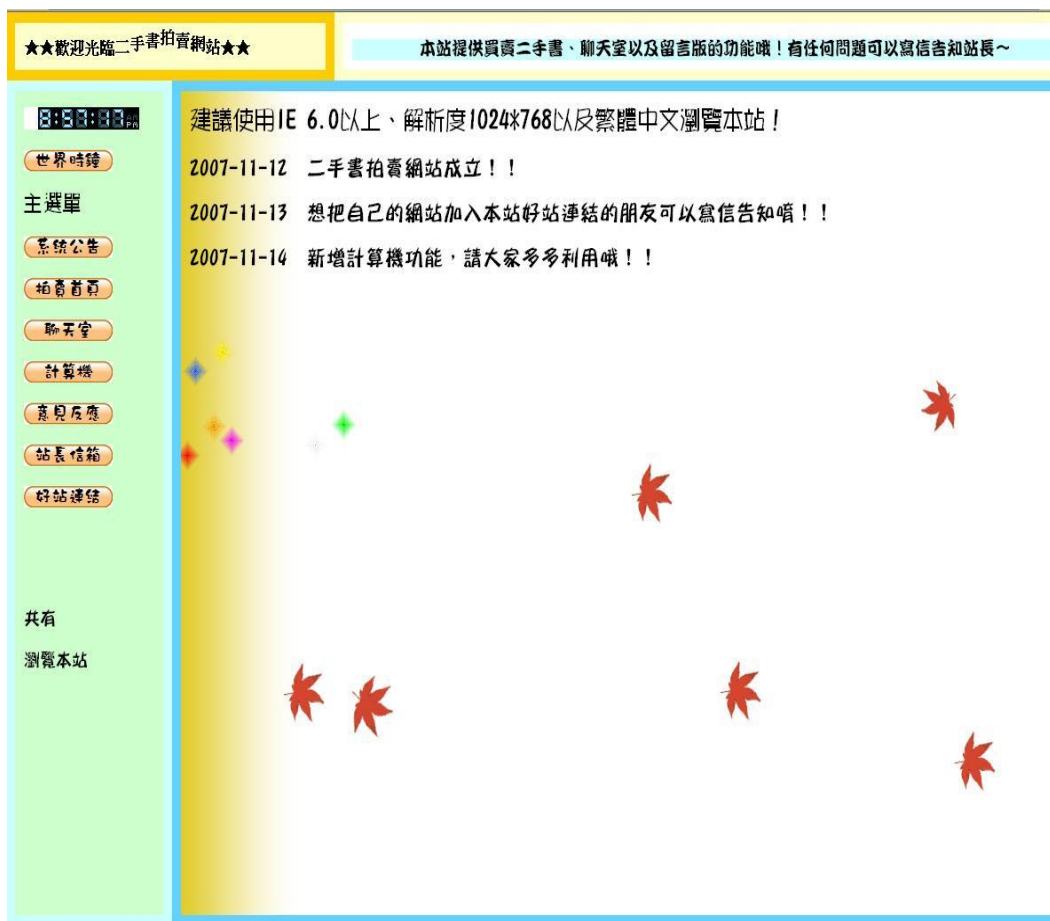 ★★歡迎光臨二手書拍賣網站★★
本站提供買賣二手書、聊天室以及留言版的功能哦！有任何問題可以寫信告知站長～
世界時鐘
主選單
系統公告
拍賣首頁
聊天室
計算機
意見反應
站長信箱
好站連結
共有
瀏覽本站
建議使用IE 6.0以上、解析度1024*768以及繁體中文瀏覽本站！
2007-11-12 二手書拍賣網站成立！！
2007-11-13 想把自己的網站加入本站好站連結的朋友可以寫信告知唷！！
2007-11-14 新增計算機功能，請大家多多利用哦！！